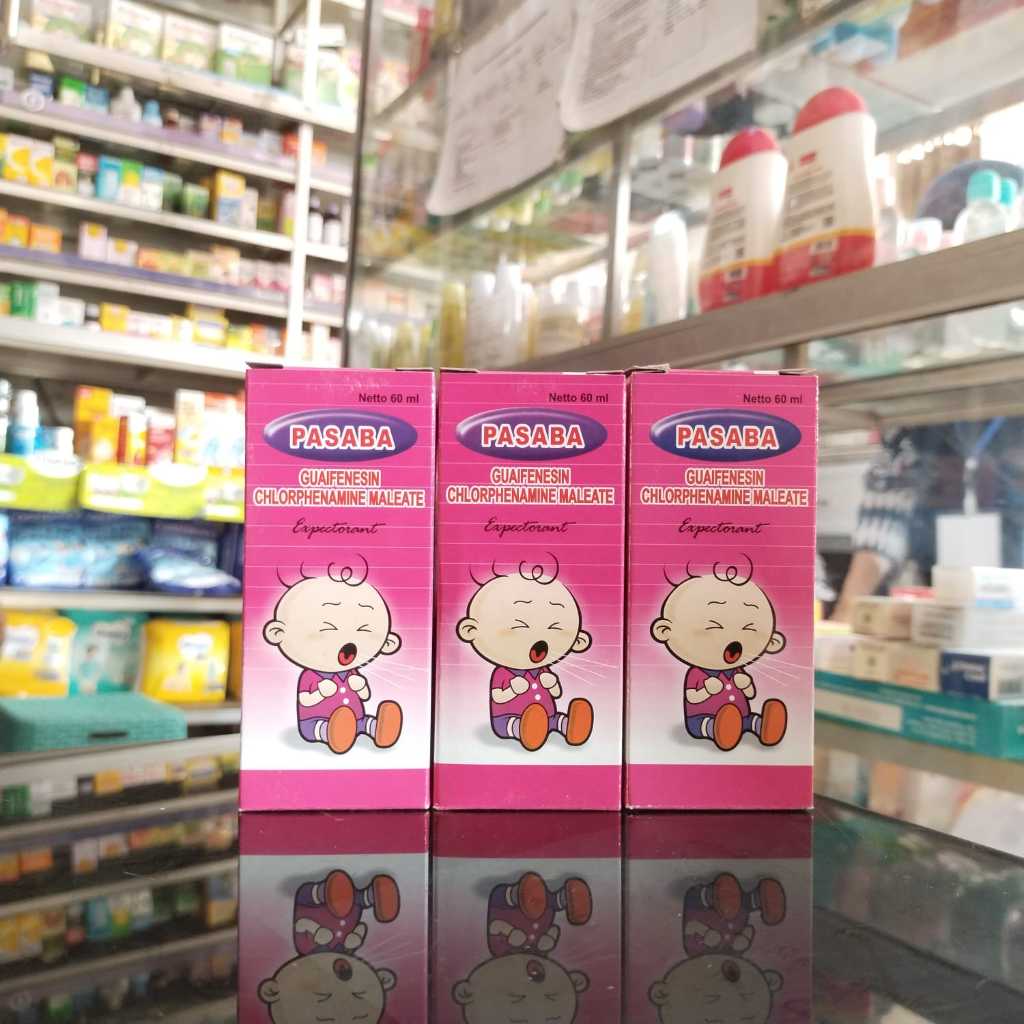 Netto 60 ml
PASABA
GUAIFENESIN
CHLORPHENAMINE MALEATE
Expectorant
Netto 60 ml
PASABA
GUAIFENESIN
CHLORPHENAMINE MALEATE
Expectorant
Netto 60 ml
PASABA
GUAIFENESIN
CHLORPHENAMINE MALEATE
Expectorant